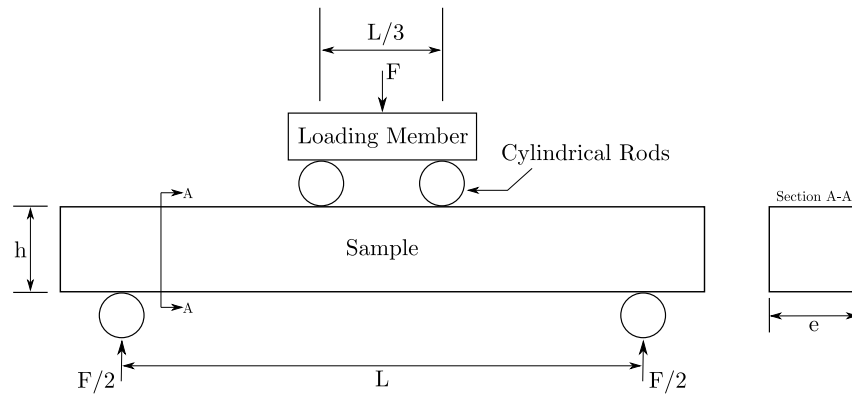 L/3
F
Loading Member
Cylindrical Rods
A
Section A-A
h
Sample
A
e
F/2
L
F/2